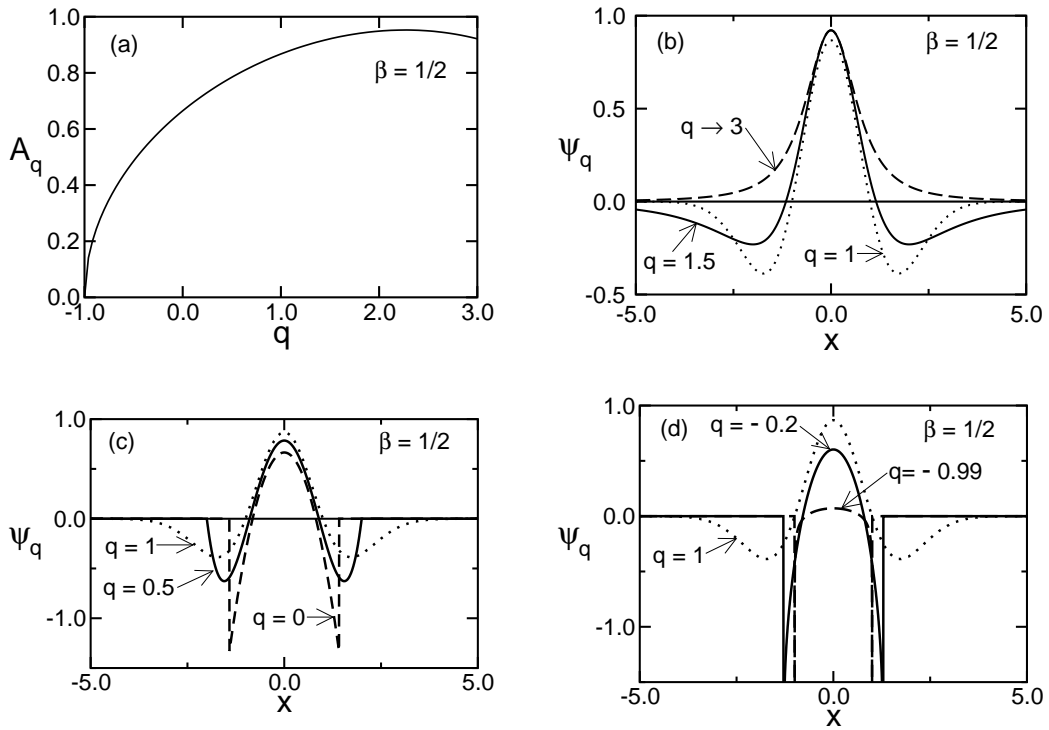 (a)
β = 1/2
A_q
1.0
0.8
0.6
0.4
0.2
0.0
-1.0 0.0 1.0 2.0 3.0
q
(b)
β = 1/2
1.0
0.5
0.0
-0.5
ψ_q
q → 3
q = 1.5
q = 1
-5.0 0.0 5.0
x
(c)
β = 1/2
1.0
0.0
-1.0
ψ_q
q = 1
q = 0.5
q = 0
-5.0 0.0 5.0
x
(d)
q = - 0.2
β = 1/2
q= - 0.99
1.0
0.0
-1.0
ψ_q
q = 1
-5.0 0.0 5.0
x